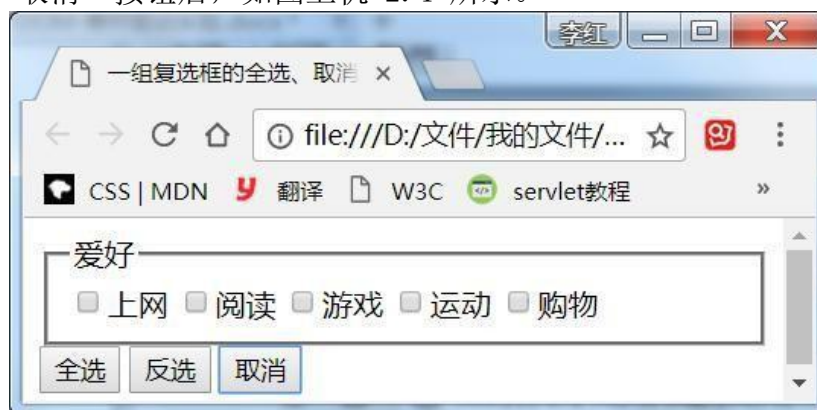 李红
一组复选框的全选、取消
file:///D:/文件/我的文件/...
CSS | MDN 翻译 W3C servlet教程
爱好
上网 阅读 游戏 运动 购物
全选 反选 取消